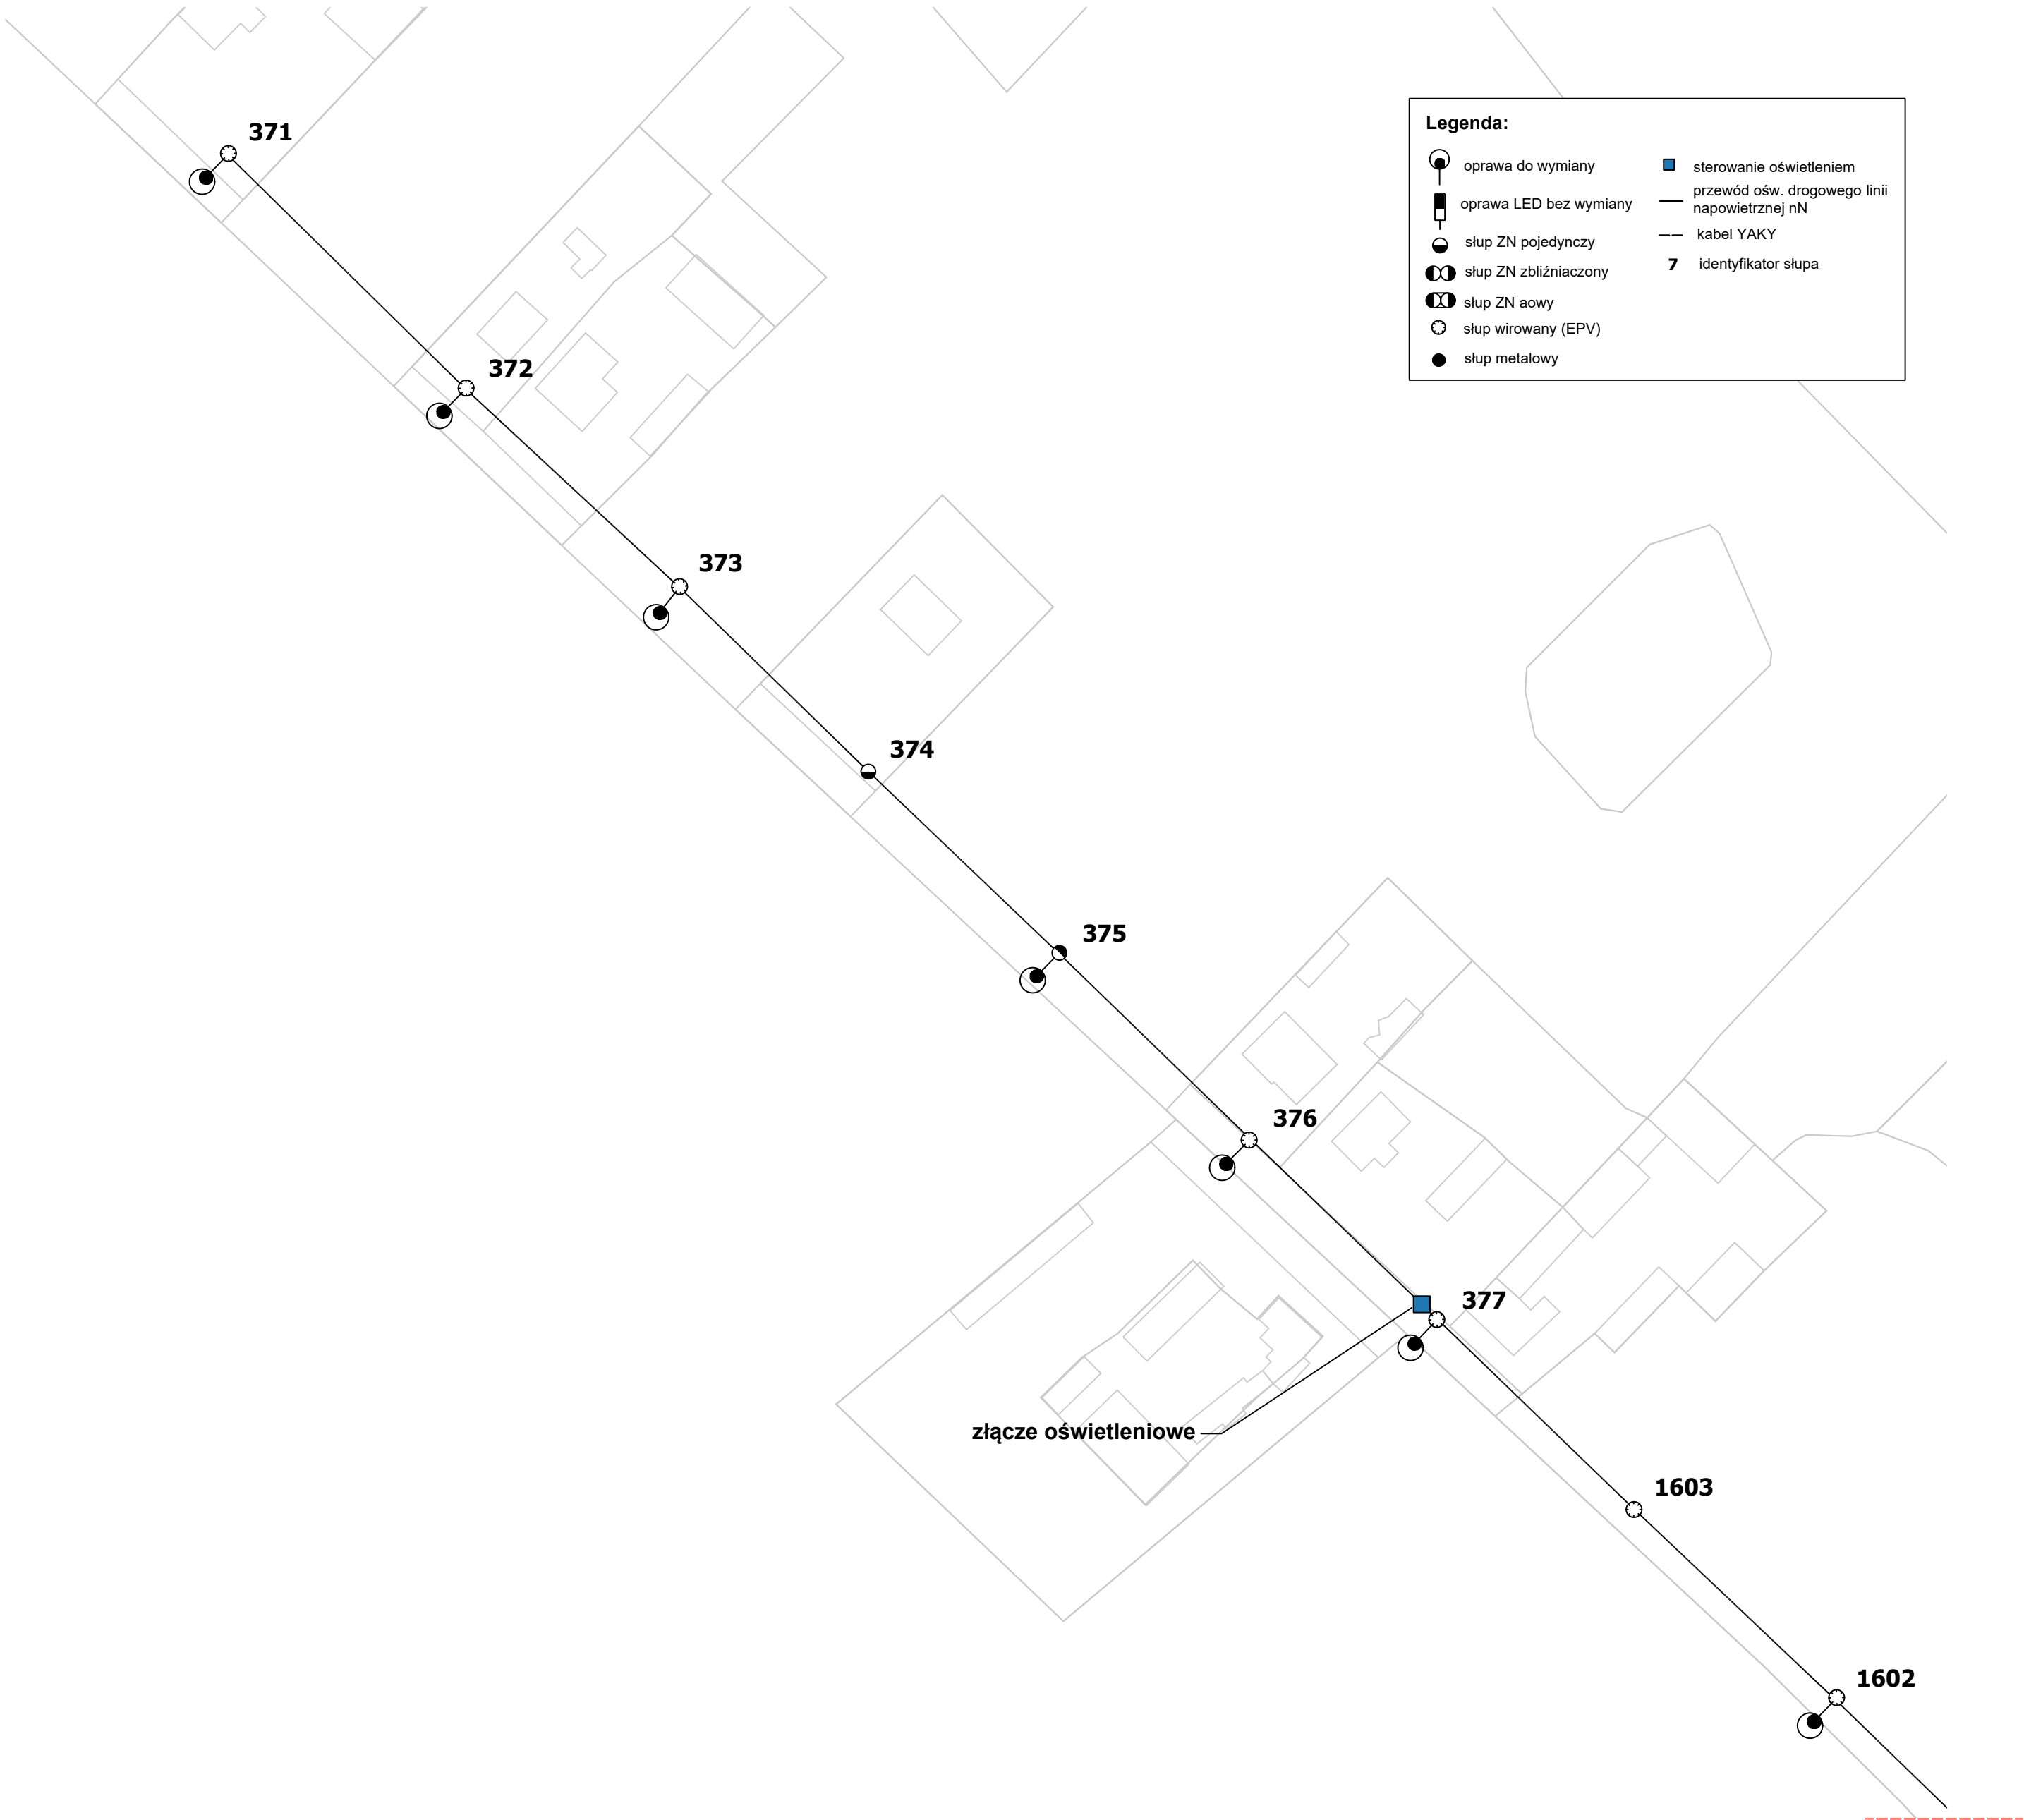 371
Legenda:
oprawa do wymiany
oprawa LED bez wymiany
słup ZN pojedynczy
słup ZN zbliźniaczony
słup ZN aowy
słup wirowany (EPV)
słup metalowy
sterowanie oświetleniem
przewód ośw. drogowego linii
napowietrznej nN
kabel YAKY
7 identyfikator słupa
372
373
374
375
376
377
złącze oświetleniowe
1603
1602